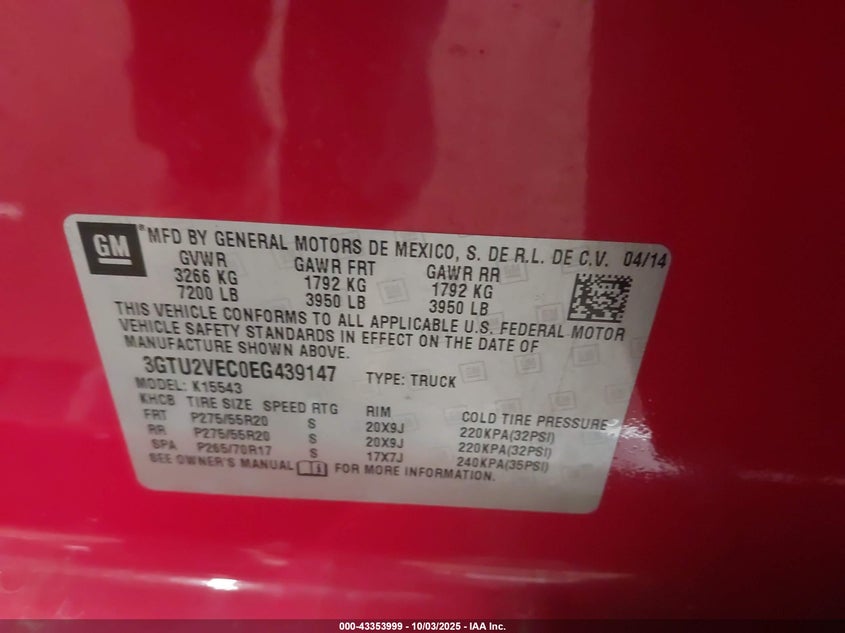 GM ® MFD BY GENERAL MOTORS DE MEXICO, S. DE R.L. DE C.V. 04/14
GVWR GAWR FRT GAWR RR
3266 KG 1792 KG 1792 KG
7200 LB 3950 LB 3950 LB
THIS VEHICLE CONFORMS TO ALL APPLICABLE U.S. FEDERAL MOTOR
VEHICLE SAFETY STANDARDS IN EFFECT ON THE DATE OF
MANUFACTURE SHOWN ABOVE.
3GTU2VEC0EG439147 TYPE: TRUCK
MODEL: K15543
KHCB TIRE SIZE SPEED RTG RIM COLD TIRE PRESSURE
FRT P275/55R20 S 20X9J 220KPA(32PSI)
RR P275/55R20 S 20X9J 220KPA(32PSI)
SPA P265/70R17 S 17X7J 240KPA(35PSI)
SEE OWNER'S MANUAL FOR MORE INFORMATION.
000-43353999 - 10/03/2025 - IAA Inc.